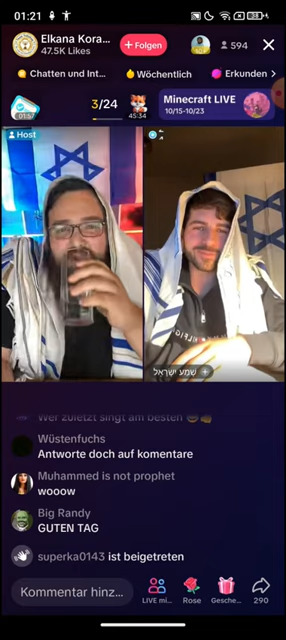 01:21
Elkana Kora...
47.5K Likes
+ Folgen
594
Chatten und Int...
Wöchentlich
Erkunden >
01:57
3/24
45:34
Minecraft LIVE
10/15-10/23
Host
שמע ישראל
Wer zuletzt singt am besten
Wüstenfuchs
Antworte doch auf komentare
Muhammed is not prophet
wooow
Big Randy
GUTEN TAG
superka0143 ist beigetreten
Kommentar hinz...
LIVE mi...
Rose
Gesche...
290